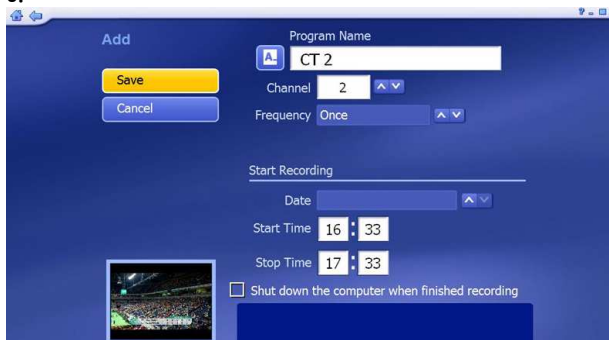 Add
Save
Cancel
Program Name
A
CT 2
Channel 2
Frequency Once
Start Recording
Date
Start Time 16 : 33
Stop Time 17 : 33
Shut down the computer when finished recording